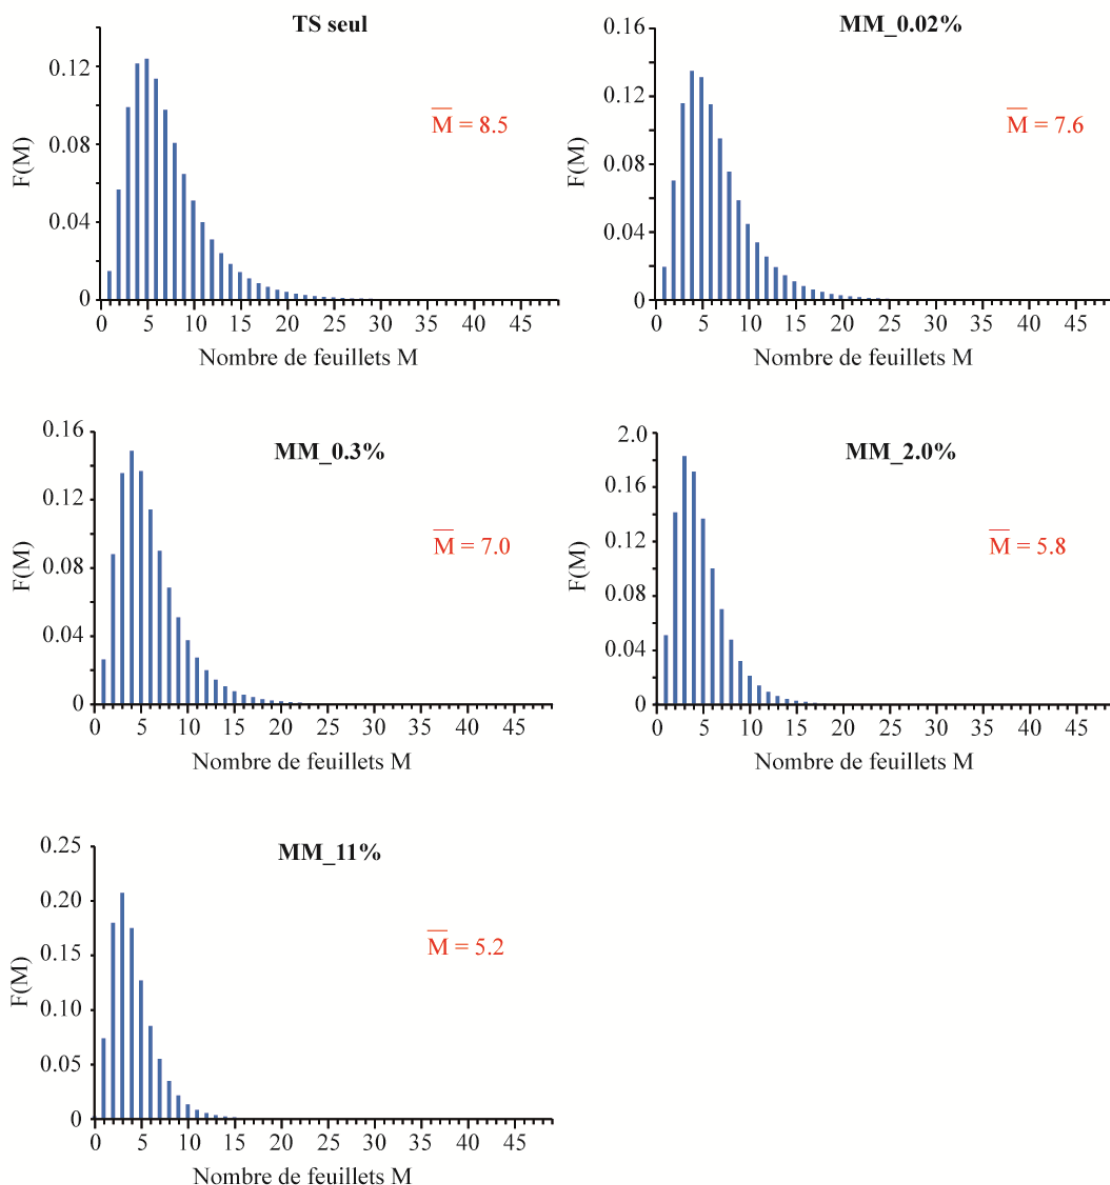 TS seul
0.12
0.08
0.04
0
F(M)
M = 8.5
0 5 10 15 20 25 30 35 40 45
Nombre de feuillets M
MM_0.02%
0.16
0.12
0.08
0.04
0
F(M)
M = 7.6
0 5 10 15 20 25 30 35 40 45
Nombre de feuillets M
MM_0.3%
0.16
0.12
0.08
0.04
0
F(M)
M = 7.0
0 5 10 15 20 25 30 35 40 45
Nombre de feuillets M
MM_2.0%
2.0
0.16
0.12
0.08
0.04
0
F(M)
M = 5.8
0 5 10 15 20 25 30 35 40 45
Nombre de feuillets M
MM_11%
0.25
0.20
0.15
0.10
0.05
0
F(M)
M = 5.2
0 5 10 15 20 25 30 35 40 45
Nombre de feuillets M